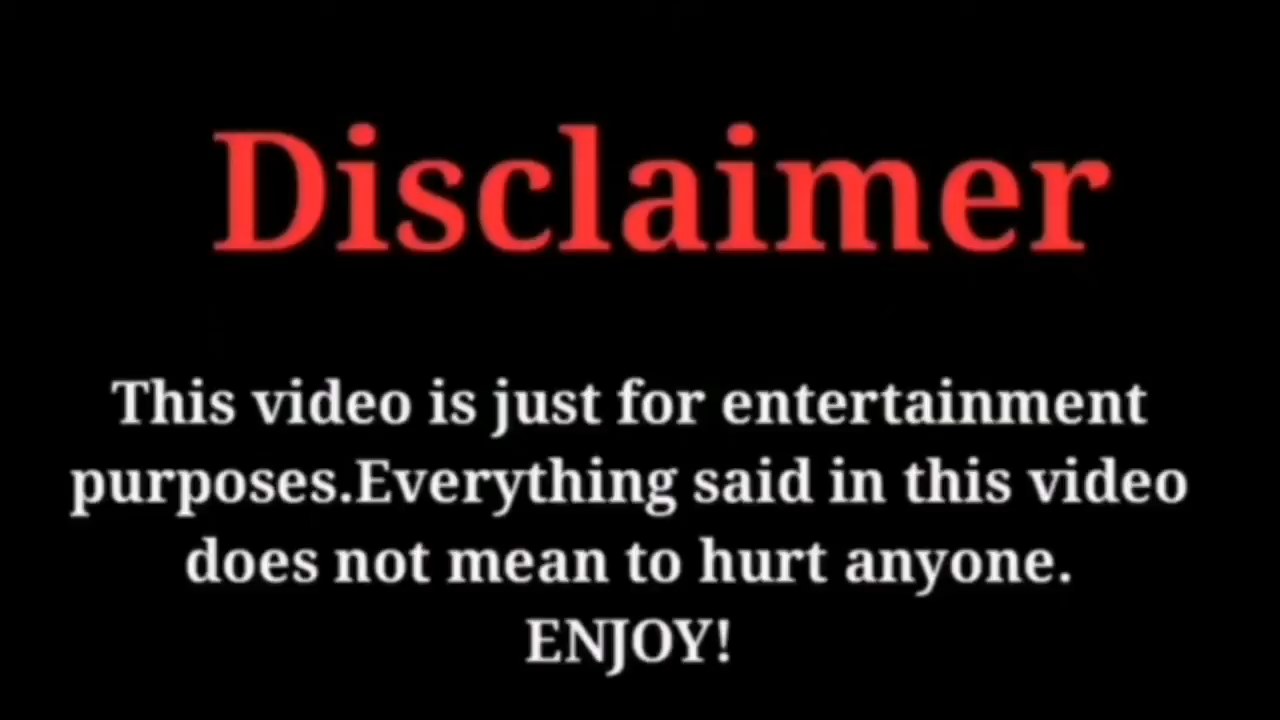 Disclaimer
This video is just for entertainment
purposes.Everything said in this video
does not mean to hurt anyone.
ENJOY!